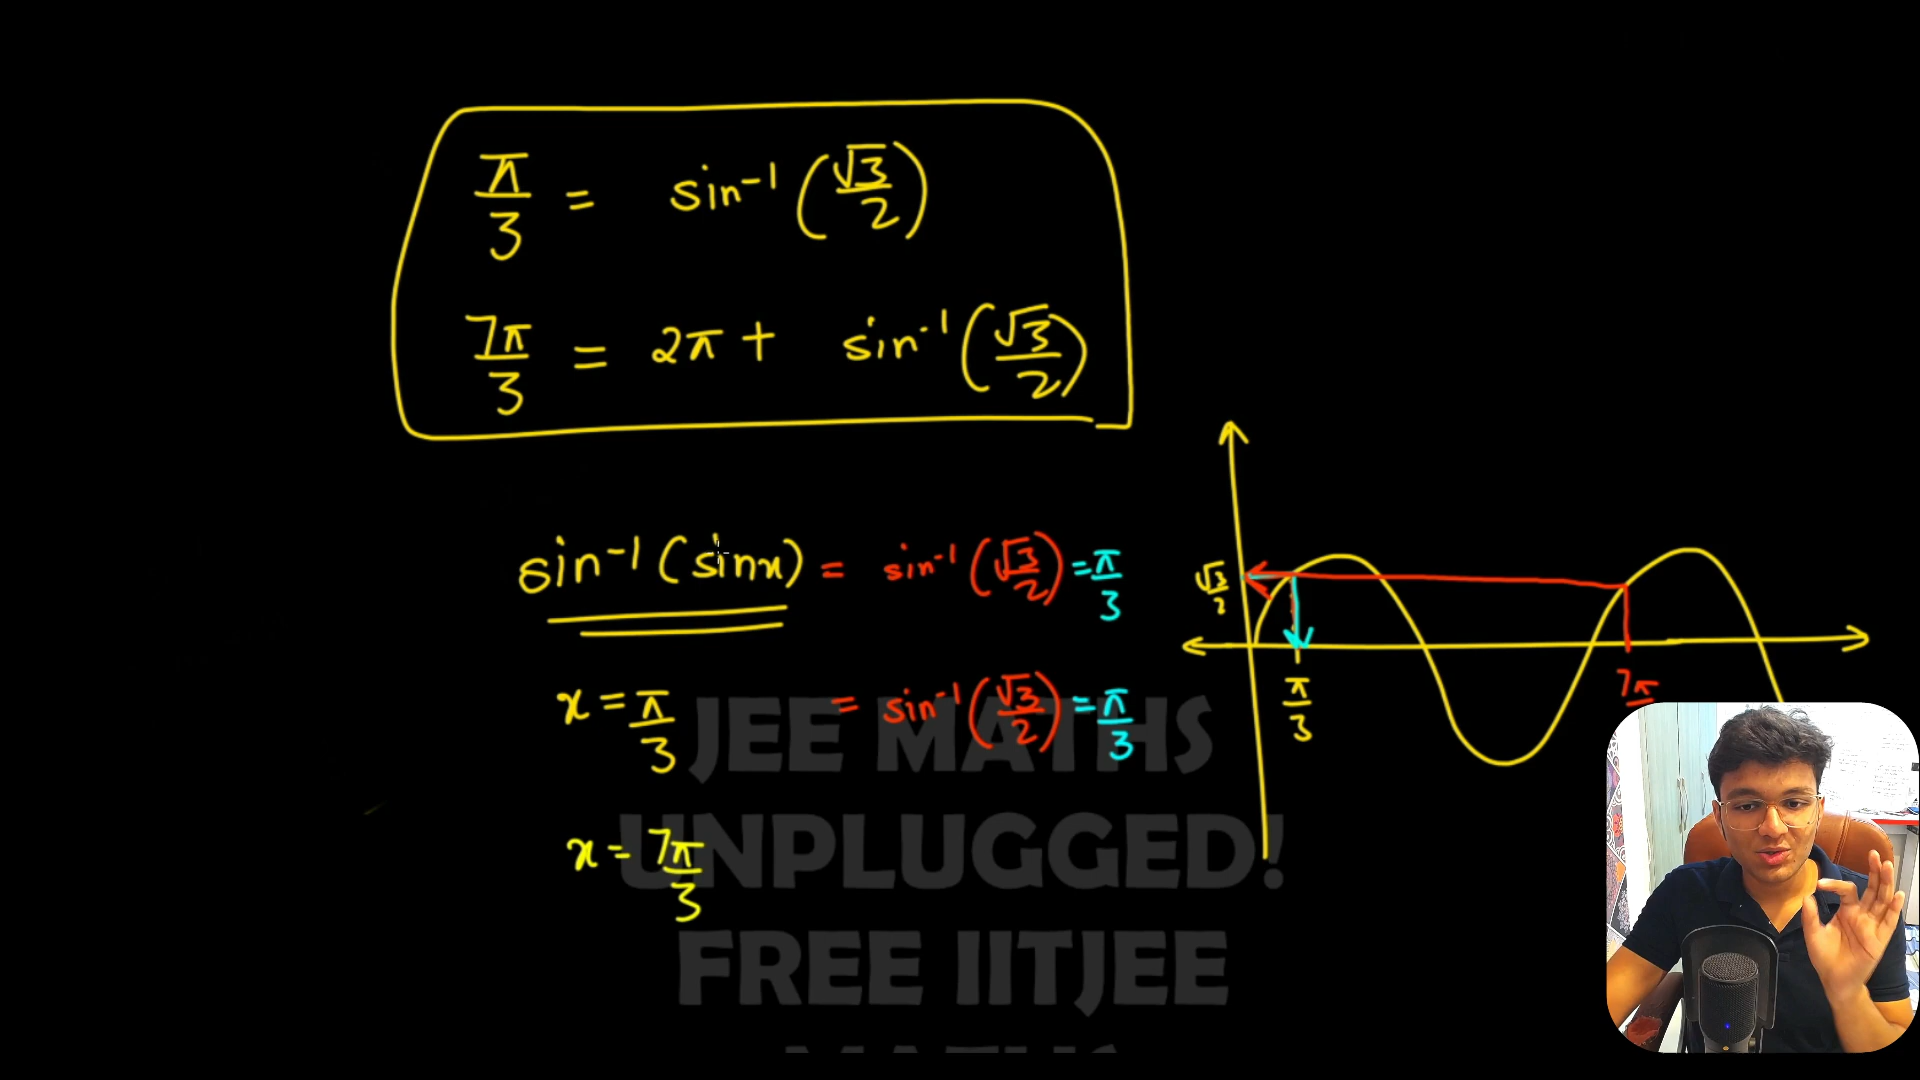 π/3 = sin⁻¹(√3/2)
7π/3 = 2π + sin⁻¹(√3/2)
sin⁻¹(sinx) = sin⁻¹(√3/2) = π/3
x = π/3 = sin⁻¹(√3/2) = π/3
x = 7π/3
√3/2
π/3
7π
JEE MATHS
UNPLUGGED!
FREE IITJEE
MATHS